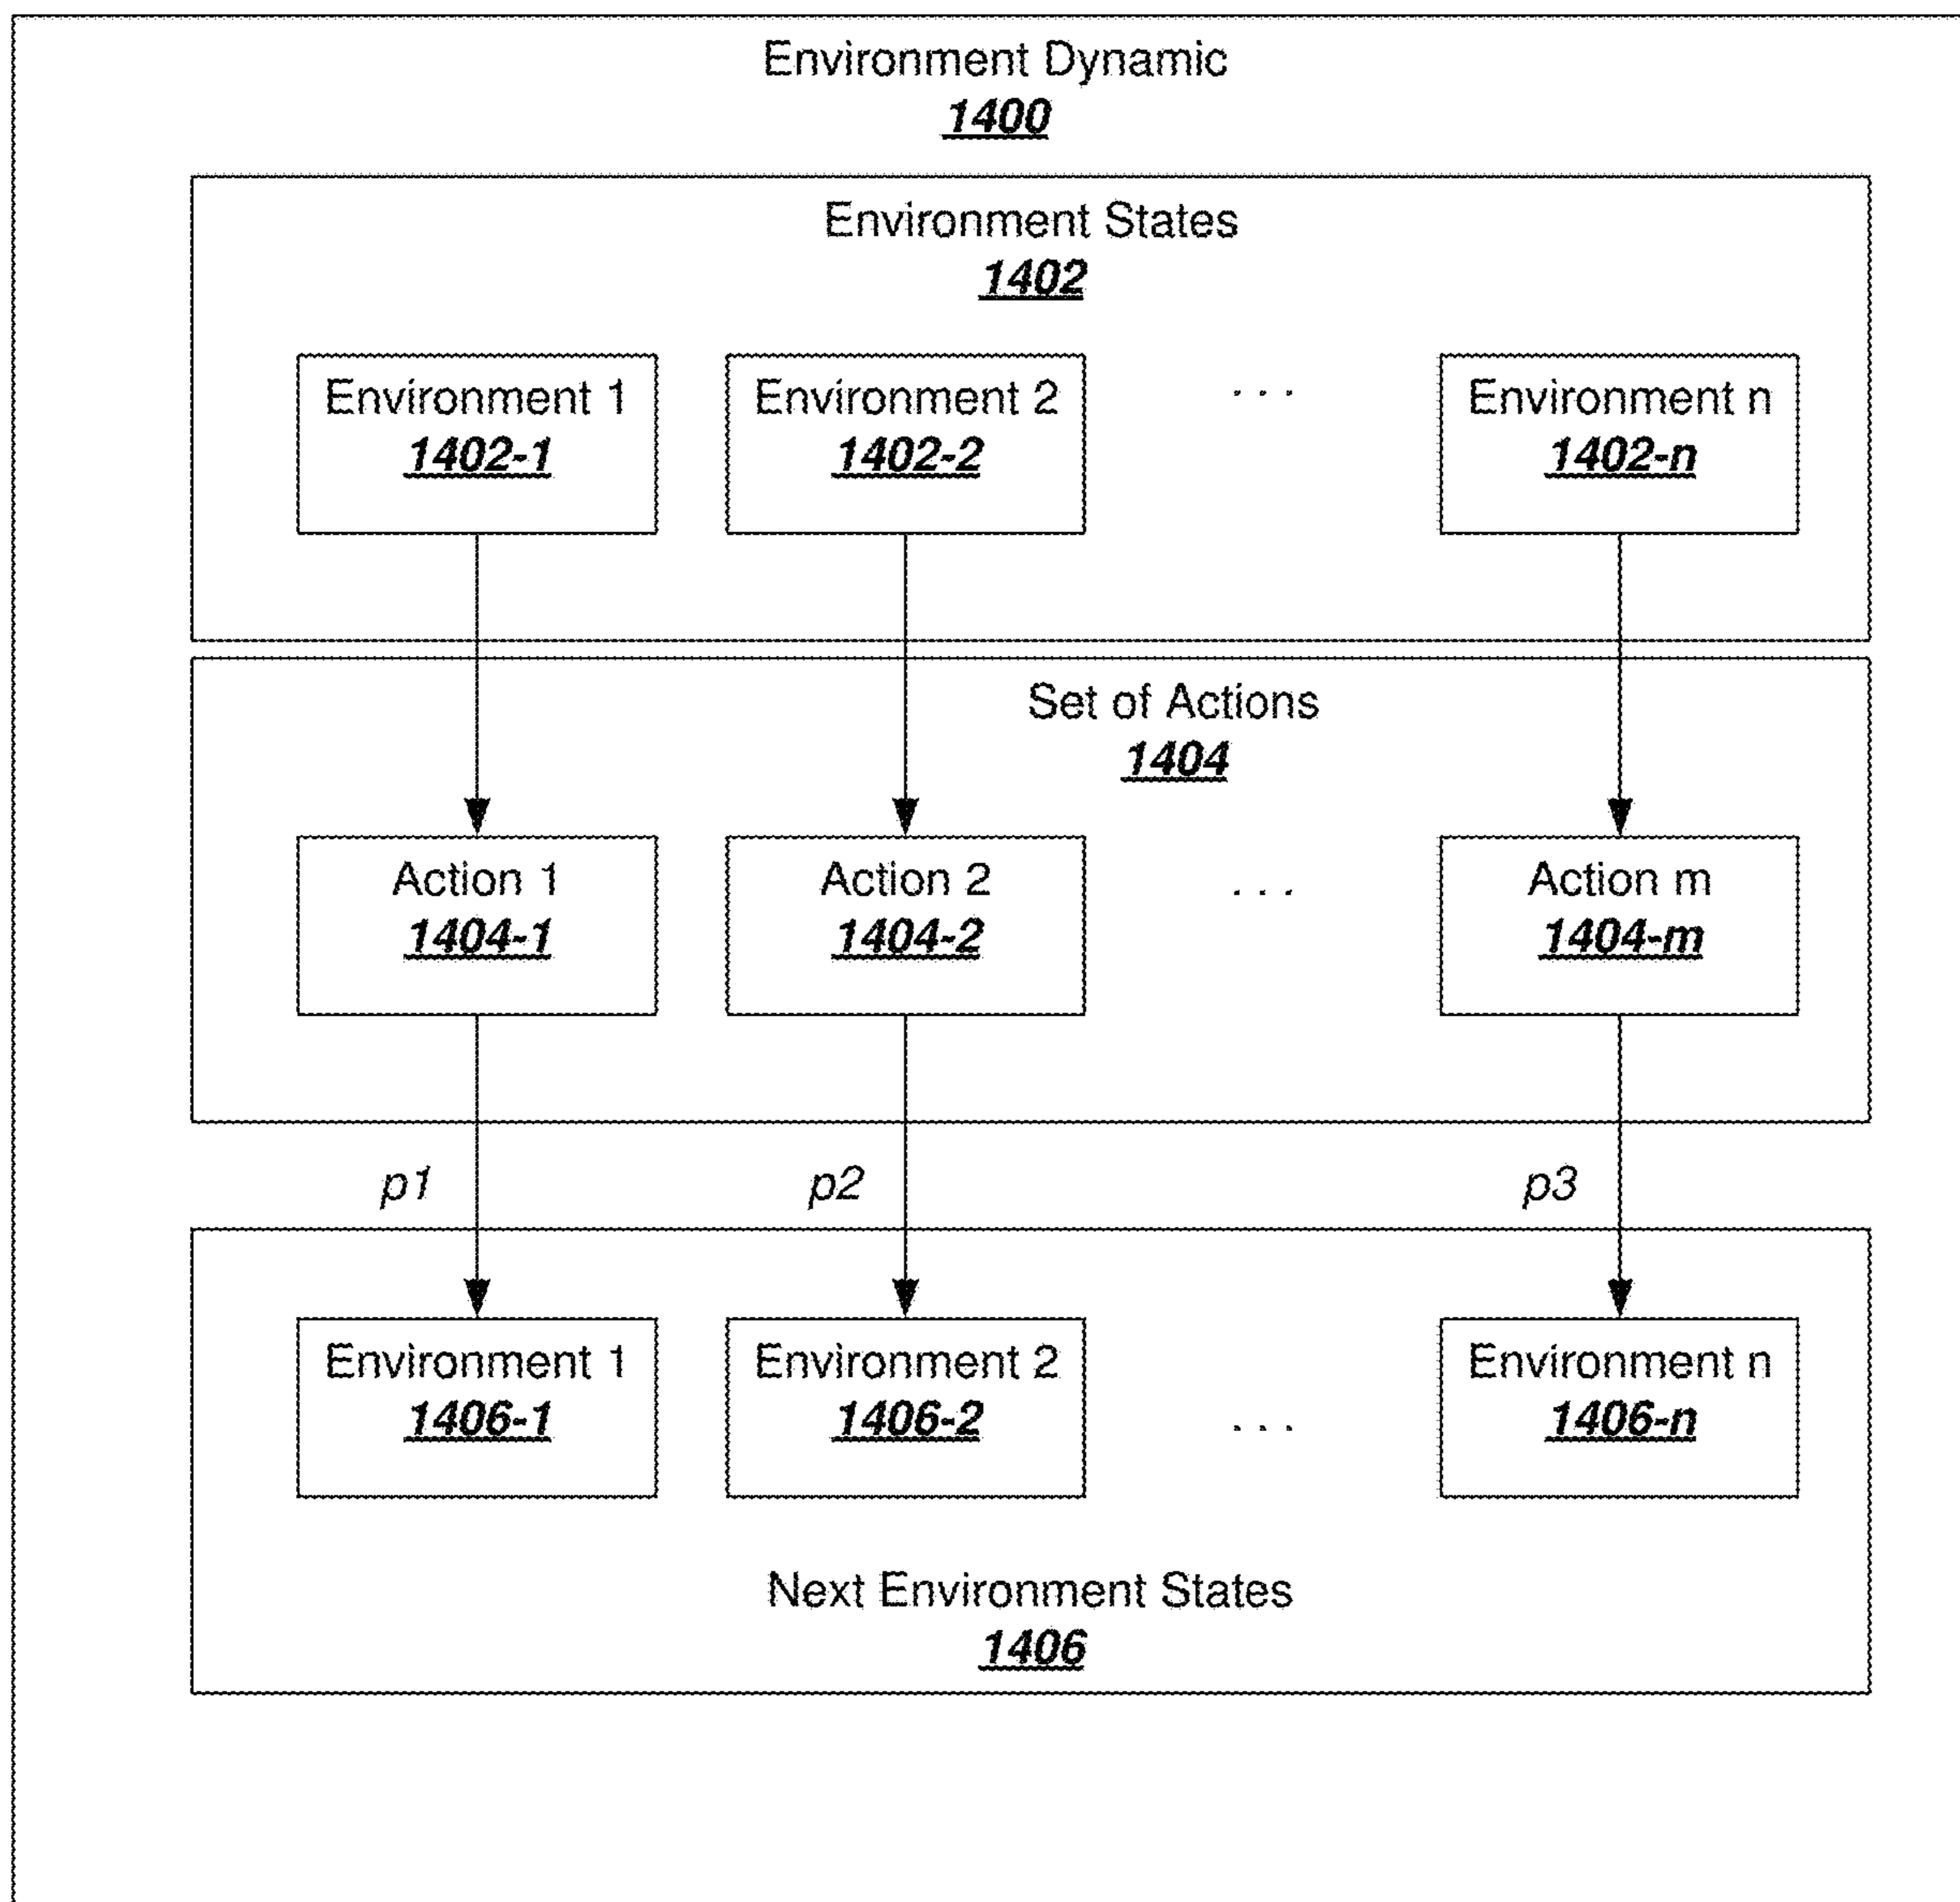 Environment Dynamic
1400
Environment States
1402
Environment 1
1402-1
Environment 2
1402-2
. . .
Environment n
1402-n
Set of Actions
1404
Action 1
1404-1
Action 2
1404-2
. . .
Action m
1404-m
p1
p2
p3
Environment 1
1406-1
Environment 2
1406-2
. . .
Environment n
1406-n
Next Environment States
1406